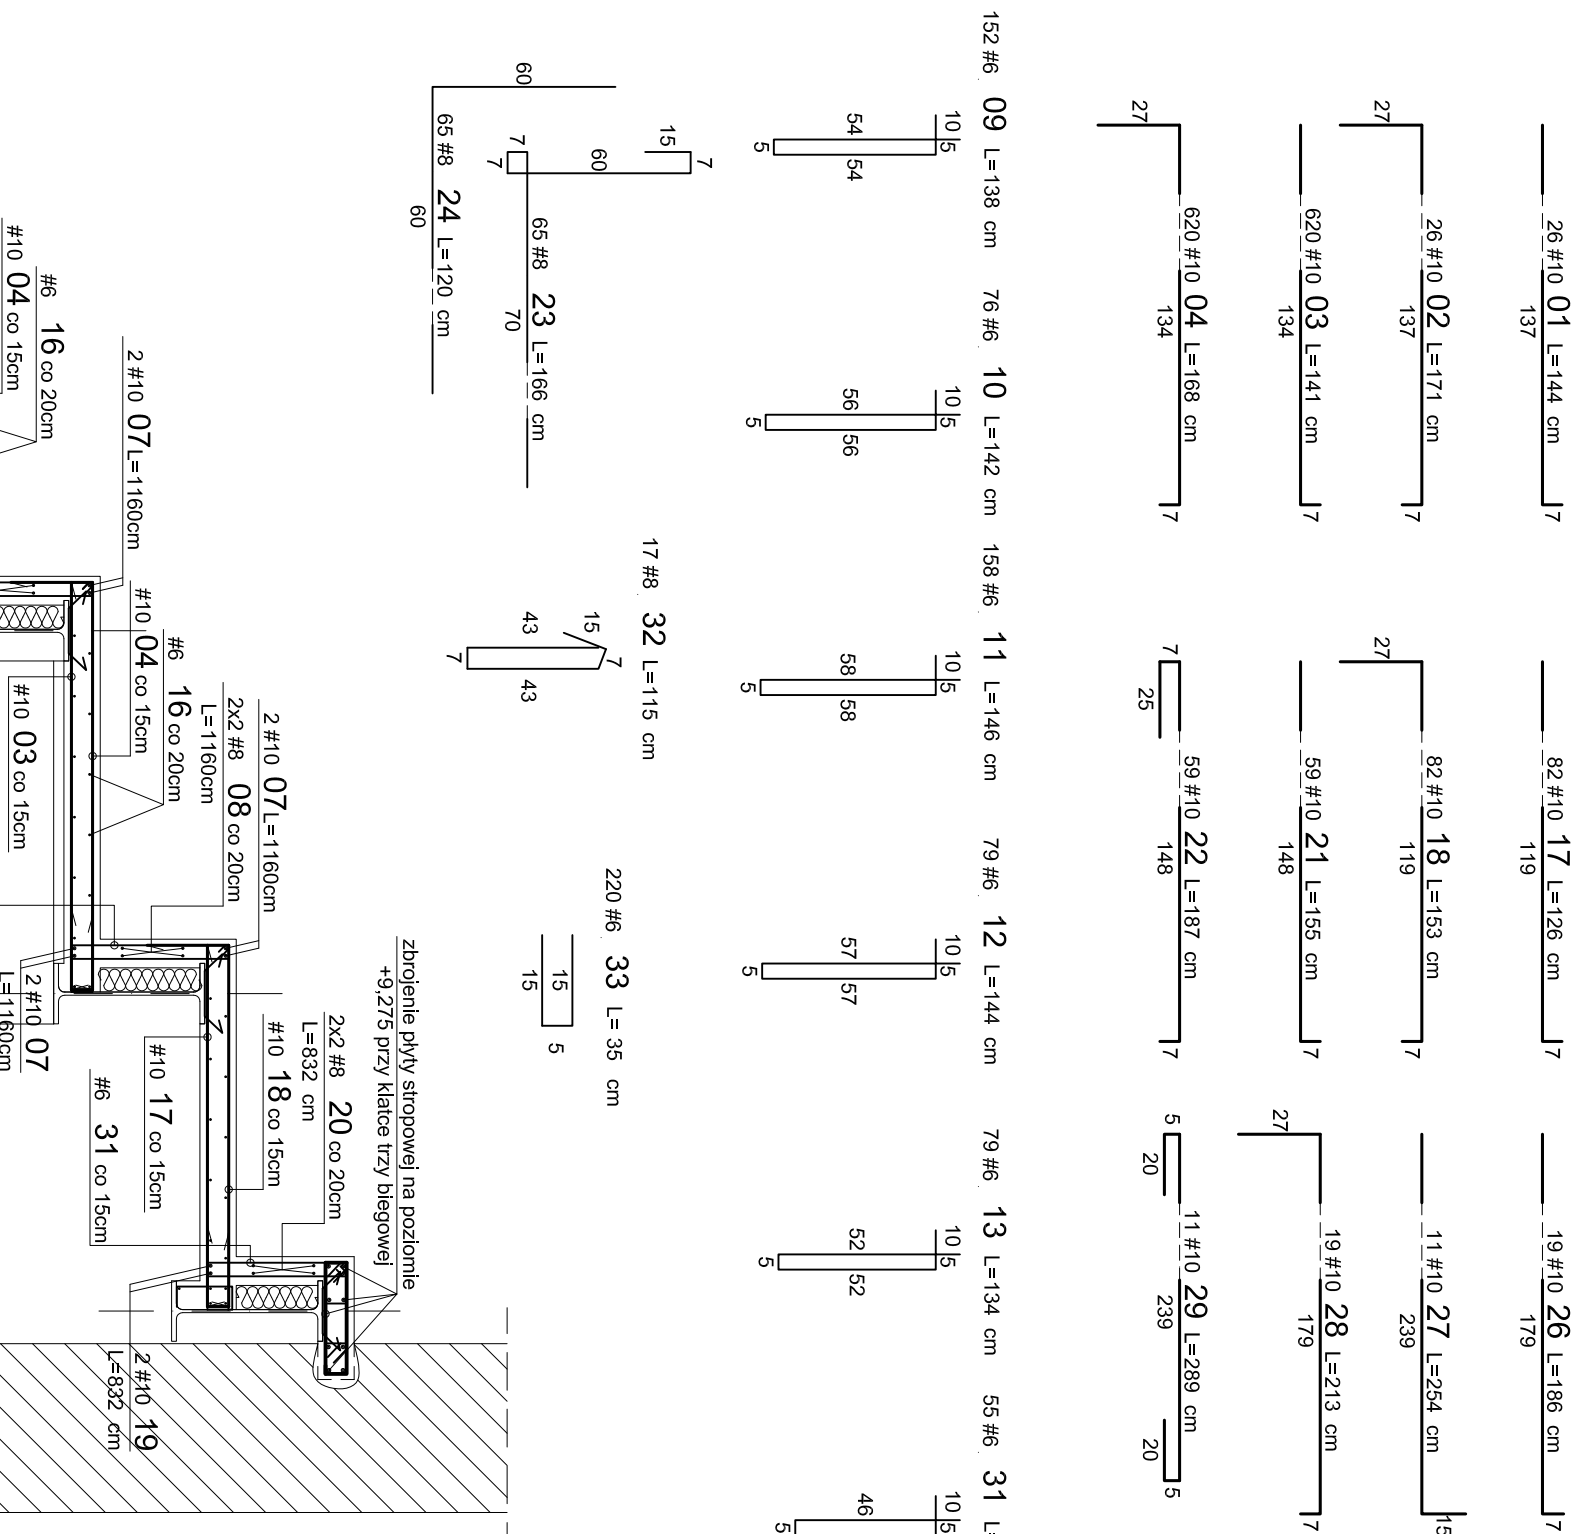 26 #10 01 L=144 cm
137
7
82 #10 17 L=126 cm
119
7
19 #10 26 L=186 cm
179
7
27
26 #10 02 L=171 cm
137
7
27
82 #10 18 L=153 cm
119
7
11 #10 27 L=254 cm
239
15
620 #10 03 L=141 cm
134
7
59 #10 21 L=155 cm
148
7
27
19 #10 28 L=213 cm
179
7
27
620 #10 04 L=168 cm
134
7
7
25
59 #10 22 L=187 cm
148
7
5
20
11 #10 29 L=289 cm
239
20
5
152 #6 09 L=138 cm
10
5
54
54
5
76 #6 10 L=142 cm
10
5
56
56
5
158 #6 11 L=146 cm
10
5
58
58
5
79 #6 12 L=144 cm
10
5
57
57
5
79 #6 13 L=134 cm
10
5
52
52
5
55 #6 31
10
5
46
5
60
65 #8 24 L=120 cm
60
15
7
60
7
7
65 #8 23 L=166 cm
70
17 #8 32 L=115 cm
15
7
43
43
7
220 #6 33 L= 35 cm
15
15
5
zbrojenie płyty stropowej na poziomie
+9,275 przy klatce trzy biegowej
2x2 #8 20 co 20cm
L=832 cm
#10 18 co 15cm
#10 17 co 15cm
#6 31 co 15cm
2 #10 19
L=832 cm
2 #10 07 L=1160cm
2x2 #8 08 co 20cm
L=1160cm
#6 16 co 20cm
#10 04 co 15cm
#10 03 co 15cm
2 #10 07
L=1160cm
2 #10 07 L=1160cm
#6 16 co 20cm
#10 04 co 15cm